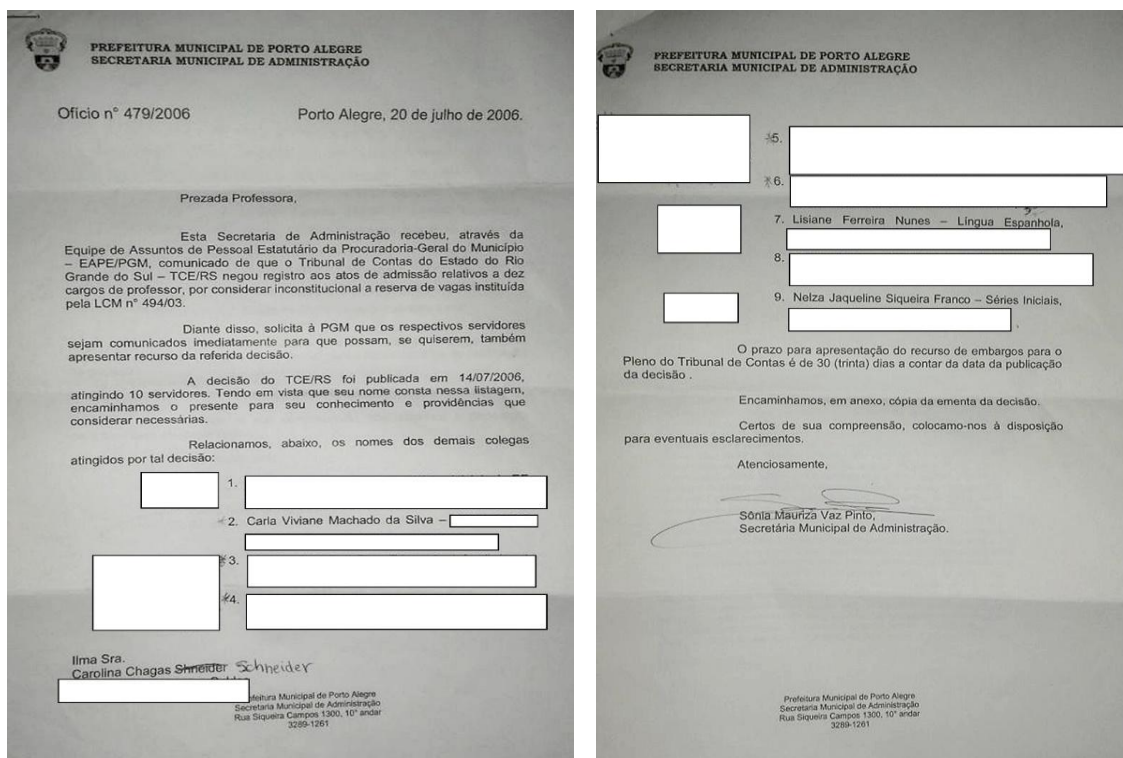 PREFEITURA MUNICIPAL DE PORTO ALEGRE
SECRETARIA MUNICIPAL DE ADMINISTRAÇÃO
Ofício n° 479/2006 Porto Alegre, 20 de julho de 2006.
Prezada Professora,
Esta Secretaria de Administração recebeu, através da
Equipe de Assuntos de Pessoal Estatutário da Procuradoria-Geral do Município
– EAPE/PGM, comunicado de que o Tribunal de Contas do Estado do Rio
Grande do Sul – TCE/RS negou registro aos atos de admissão relativos a dez
cargos de professor, por considerar inconstitucional a reserva de vagas instituída
pela LCM n° 494/03.
Diante disso, solicita à PGM que os respectivos servidores
sejam comunicados imediatamente para que possam, se quiserem, também
apresentar recurso da referida decisão.
A decisão do TCE/RS foi publicada em 14/07/2006,
atingindo 10 servidores. Tendo em vista que seu nome consta nessa listagem,
encaminhamos o presente para seu conhecimento e providências que
considerar necessárias.
Relacionamos, abaixo, os nomes dos demais colegas
atingidos por tal decisão:
1.
*2. Carla Viviane Machado da Silva –
*3.
*4.
Ilma Sra.
Carolina Chagas Shneider Schneider
Prefeitura Municipal de Porto Alegre
Secretaria Municipal de Administração
Rua Siqueira Campos 1300, 10° andar
3289-1261
PREFEITURA MUNICIPAL DE PORTO ALEGRE
SECRETARIA MUNICIPAL DE ADMINISTRAÇÃO
*5.
*6.
7. Lisiane Ferreira Nunes – Língua Espanhola,
8.
9. Nelza Jaqueline Siqueira Franco – Séries Iniciais,
O prazo para apresentação do recurso de embargos para o
Pleno do Tribunal de Contas é de 30 (trinta) dias a contar da data da publicação
da decisão .
Encaminhamos, em anexo, cópia da ementa da decisão.
Certos de sua compreensão, colocamo-nos à disposição
para eventuais esclarecimentos.
Atenciosamente,
Sônia Mauriza Vaz Pinto,
Secretária Municipal de Administração.
Prefeitura Municipal de Porto Alegre
Secretaria Municipal de Administração
Rua Siqueira Campos 1300, 10° andar
3289-1261